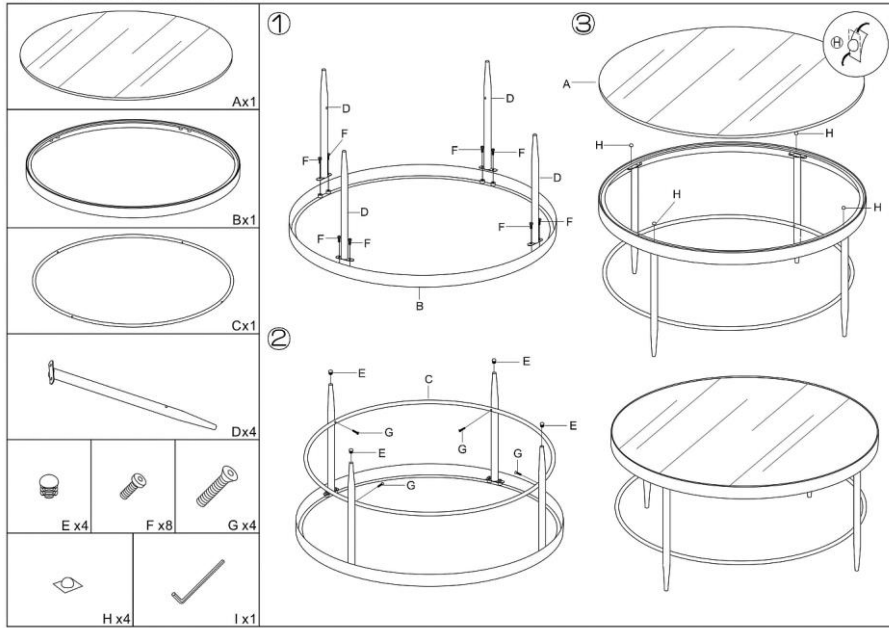 Ax1
Bx1
Cx1
Dx4
E x4
F x8
G x4
H x4
I x1
①
D
D
F
F
F
F
D
D
F
F
F
F
B
②
E
E
C
E
G
G
E
G
G
③
H
A
H
H
H
H